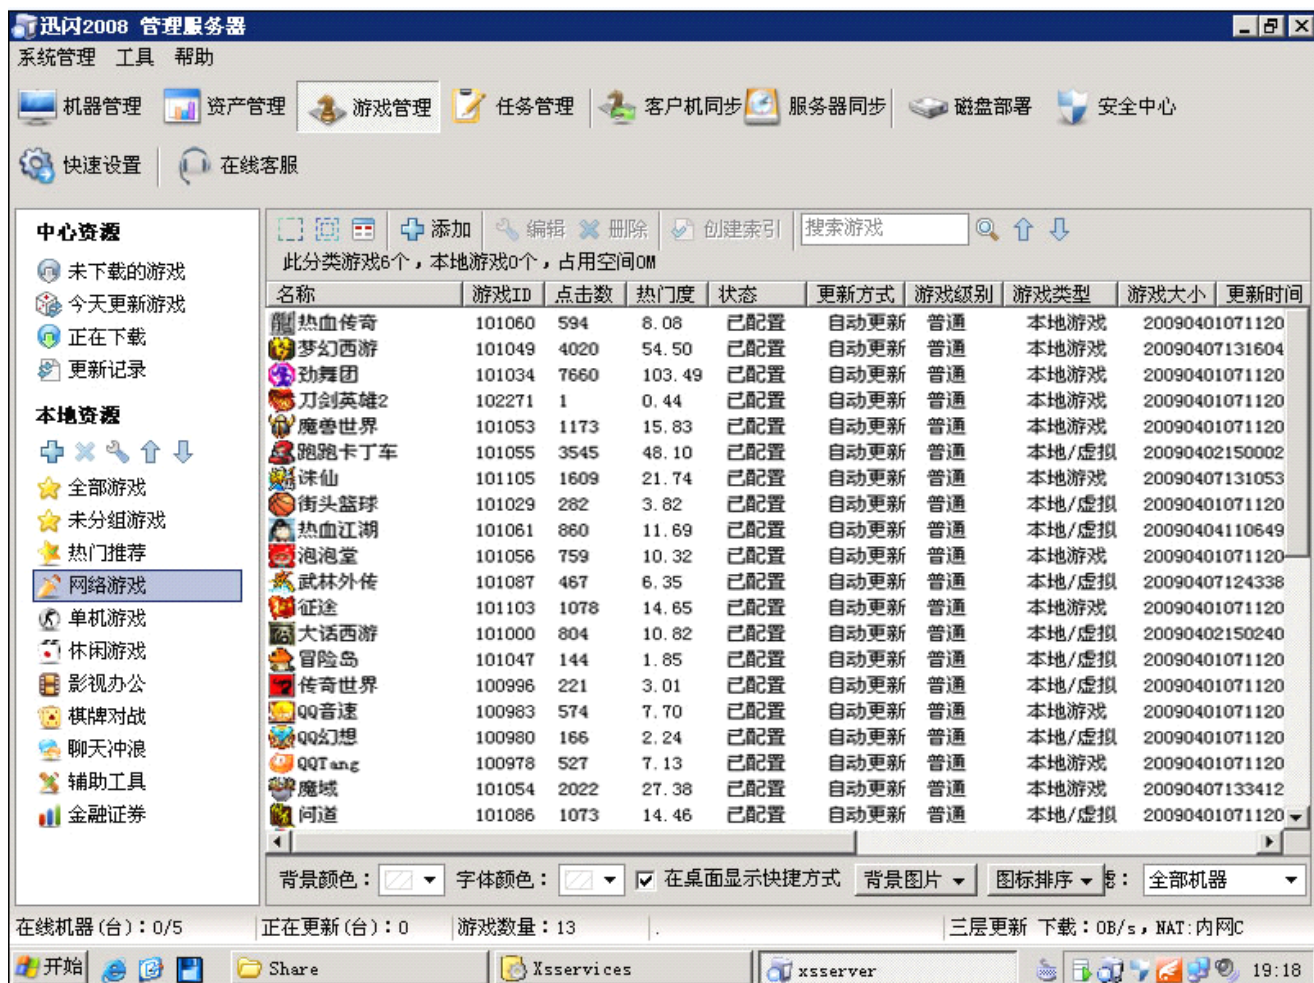 迅闪2008 管理服务器
系统管理 工具 帮助
机器管理 资产管理 游戏管理 任务管理 客户机同步 服务器同步 磁盘部署 安全中心
快速设置 在线客服
中心资源
未下载的游戏
今天更新游戏
正在下载
更新记录
本地资源
全部游戏
未分组游戏
热门推荐
网络游戏
单机游戏
休闲游戏
影视办公
棋牌对战
聊天冲浪
辅助工具
金融证券
添加 编辑 删除 创建索引 搜索游戏
此分类游戏6个，本地游戏0个，占用空间0M
名称 游戏ID 点击数 热门度 状态 更新方式 游戏级别 游戏类型 游戏大小 更新时间
热血传奇 101060 594 8.08 已配置 自动更新 普通 本地游戏 20090401071120
梦幻西游 101049 4020 54.50 已配置 自动更新 普通 本地游戏 20090407131604
劲舞团 101034 7660 103.49 已配置 自动更新 普通 本地游戏 20090401071120
刀剑英雄2 102271 1 0.44 已配置 自动更新 普通 本地游戏 20090401071120
魔兽世界 101053 1173 15.83 已配置 自动更新 普通 本地游戏 20090401071120
跑跑卡丁车 101055 3545 48.10 已配置 自动更新 普通 本地/虚拟 20090402150002
诛仙 101105 1609 21.74 已配置 自动更新 普通 本地游戏 20090407131053
街头篮球 101029 282 3.82 已配置 自动更新 普通 本地/虚拟 20090401071120
热血江湖 101061 860 11.69 已配置 自动更新 普通 本地/虚拟 20090404110649
泡泡堂 101056 759 10.32 已配置 自动更新 普通 本地游戏 20090401071120
武林外传 101087 467 6.35 已配置 自动更新 普通 本地/虚拟 20090407124338
征途 101103 1078 14.65 已配置 自动更新 普通 本地游戏 20090401071120
大话西游 101000 804 10.82 已配置 自动更新 普通 本地/虚拟 20090402150240
冒险岛 101047 144 1.85 已配置 自动更新 普通 本地/虚拟 20090401071120
传奇世界 100996 221 3.01 已配置 自动更新 普通 本地/虚拟 20090401071120
QQ音速 100983 574 7.70 已配置 自动更新 普通 本地游戏 20090401071120
QQ幻想 100980 166 2.24 已配置 自动更新 普通 本地/虚拟 20090401071120
QQTang 100978 527 7.13 已配置 自动更新 普通 本地游戏 20090401071120
魔域 101054 2022 27.38 已配置 自动更新 普通 本地游戏 20090407133412
问道 101086 1073 14.46 已配置 自动更新 普通 本地/虚拟 20090401071120
背景颜色： 字体颜色： 在桌面显示快捷方式 背景图片 图标排序 ： 全部机器
在线机器(台)：0/5 正在更新(台)：0 游戏数量：13 . 三层更新 下载：0B/s，NAT:内网C
开始 Share Xsservices xsserver 19:18